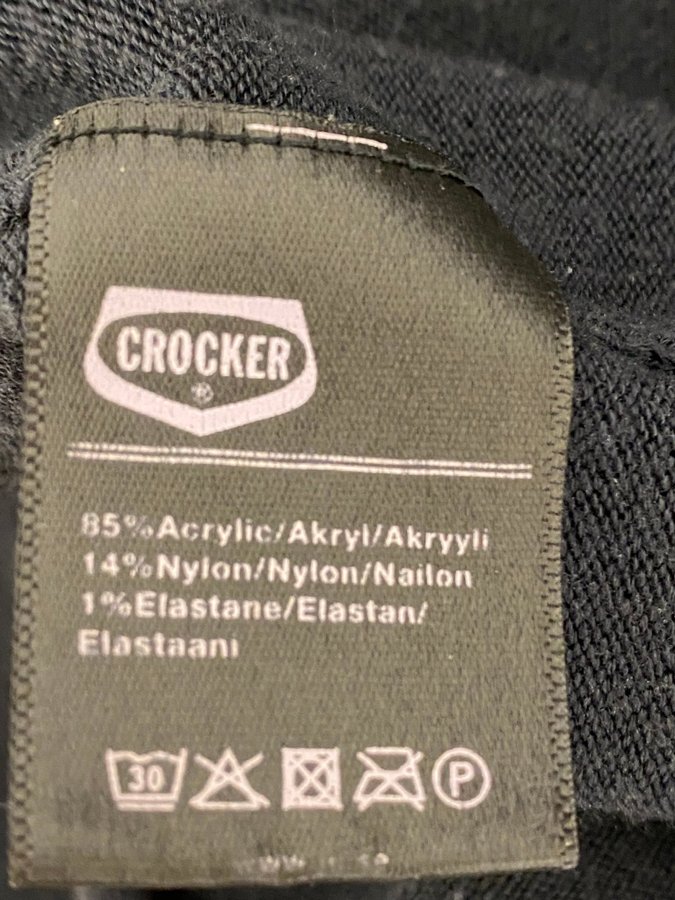 CROCKER
®
85%Acrylic/Akryl/Akryyli
14%Nylon/Nylon/Nailon
1%Elastane/Elastan/
Elastaani
30 P